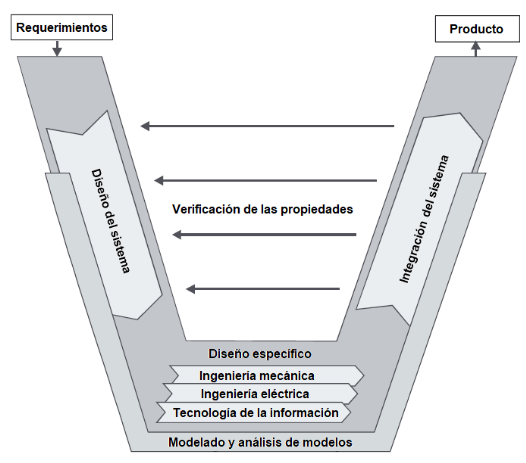 Requerimientos
Producto
Diseño del sistema
Verificación de las propiedades
Integración del sistema
Diseño específico
Ingeniería mecánica
Ingeniería eléctrica
Tecnología de la información
Modelado y análisis de modelos